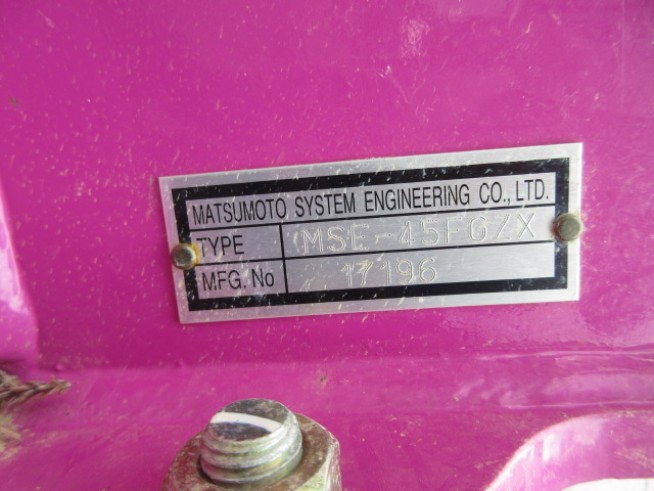 MATSUMOTO SYSTEM ENGINEERING CO., LTD.
TYPE MSE-45FGZX
MFG. No 17196